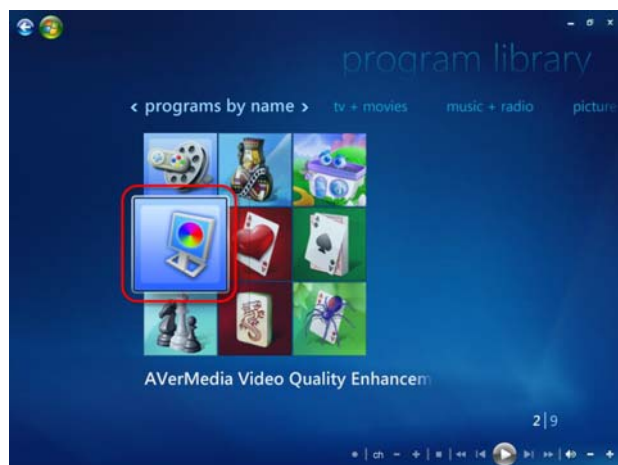 program library
‹ programs by name › tv + movies music + radio picture
AVerMedia Video Quality Enhancem
2|9
ch